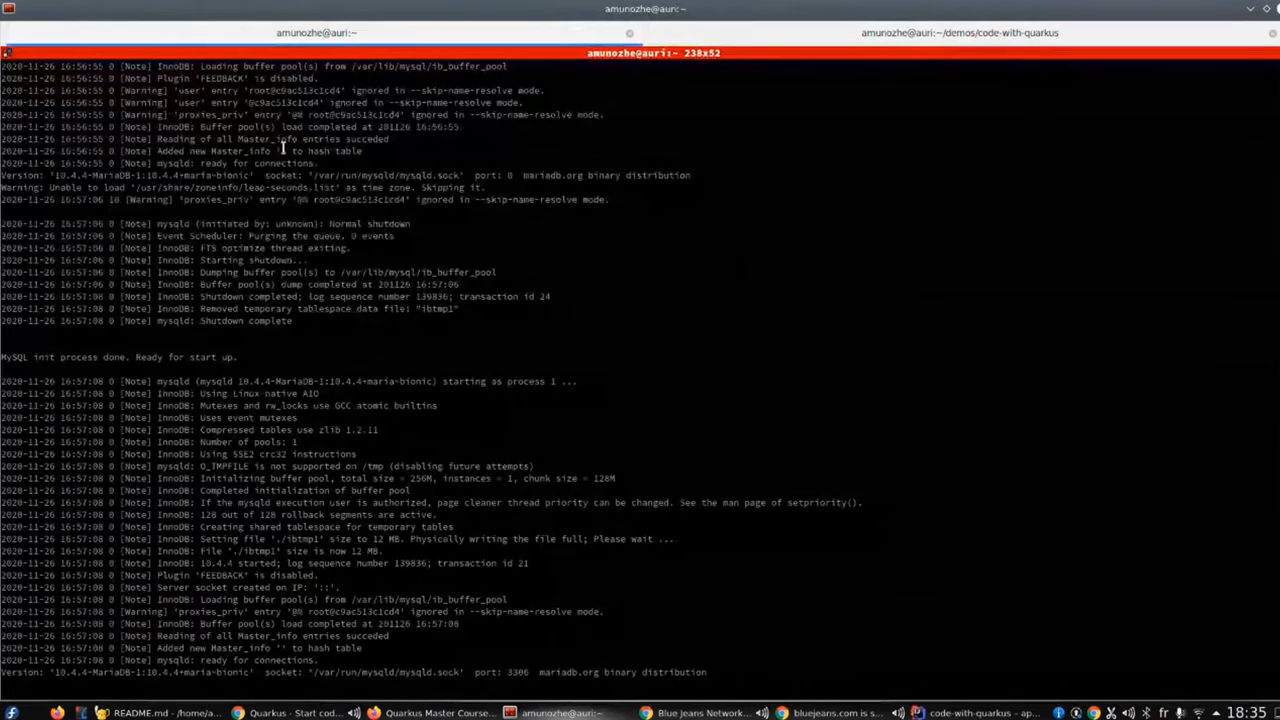 amunozhe@auri:~
amunozhe@auri:~
amunozhe@auri:~/demos/code-with-quarkus
amunozhe@auri:~ 238x52
2020-11-26 16:56:55 0 [Note] InnoDB: Loading buffer pool(s) from /var/lib/mysql/ib_buffer_pool
2020-11-26 16:56:55 0 [Note] Plugin 'FEEDBACK' is disabled.
2020-11-26 16:56:55 0 [Warning] 'user' entry 'root@c9ac513c1cd4' ignored in --skip-name-resolve mode.
2020-11-26 16:56:55 0 [Warning] 'user' entry '@c9ac513c1cd4' ignored in --skip-name-resolve mode.
2020-11-26 16:56:55 0 [Warning] 'proxies_priv' entry '@% root@c9ac513c1cd4' ignored in --skip-name-resolve mode.
2020-11-26 16:56:55 0 [Note] InnoDB: Buffer pool(s) load completed at 201126 16:56:55
2020-11-26 16:56:55 0 [Note] Reading of all Master_info entries succeded
2020-11-26 16:56:55 0 [Note] Added new Master_info '' to hash table
2020-11-26 16:56:55 0 [Note] mysqld: ready for connections.
Version: '10.4.4-MariaDB-1:10.4.4+maria~bionic' socket: '/var/run/mysqld/mysqld.sock' port: 0 mariadb.org binary distribution
Warning: Unable to load '/usr/share/zoneinfo/leap-seconds.list' as time zone. Skipping it.
2020-11-26 16:57:06 10 [Warning] 'proxies_priv' entry '@% root@c9ac513c1cd4' ignored in --skip-name-resolve mode.
2020-11-26 16:57:06 0 [Note] mysqld (initiated by: unknown): Normal shutdown
2020-11-26 16:57:06 0 [Note] Event Scheduler: Purging the queue. 0 events
2020-11-26 16:57:06 0 [Note] InnoDB: FTS optimize thread exiting.
2020-11-26 16:57:06 0 [Note] InnoDB: Starting shutdown...
2020-11-26 16:57:06 0 [Note] InnoDB: Dumping buffer pool(s) to /var/lib/mysql/ib_buffer_pool
2020-11-26 16:57:06 0 [Note] InnoDB: Buffer pool(s) dump completed at 201126 16:57:06
2020-11-26 16:57:08 0 [Note] InnoDB: Shutdown completed; log sequence number 139836; transaction id 24
2020-11-26 16:57:08 0 [Note] InnoDB: Removed temporary tablespace data file: "ibtmp1"
2020-11-26 16:57:08 0 [Note] mysqld: Shutdown complete
MySQL init process done. Ready for start up.
2020-11-26 16:57:08 0 [Note] mysqld (mysqld 10.4.4-MariaDB-1:10.4.4+maria~bionic) starting as process 1 ...
2020-11-26 16:57:08 0 [Note] InnoDB: Using Linux native AIO
2020-11-26 16:57:08 0 [Note] InnoDB: Mutexes and rw_locks use GCC atomic builtins
2020-11-26 16:57:08 0 [Note] InnoDB: Uses event mutexes
2020-11-26 16:57:08 0 [Note] InnoDB: Compressed tables use zlib 1.2.11
2020-11-26 16:57:08 0 [Note] InnoDB: Number of pools: 1
2020-11-26 16:57:08 0 [Note] InnoDB: Using SSE2 crc32 instructions
2020-11-26 16:57:08 0 [Note] mysqld: O_TMPFILE is not supported on /tmp (disabling future attempts)
2020-11-26 16:57:08 0 [Note] InnoDB: Initializing buffer pool, total size = 256M, instances = 1, chunk size = 128M
2020-11-26 16:57:08 0 [Note] InnoDB: Completed initialization of buffer pool
2020-11-26 16:57:08 0 [Note] InnoDB: If the mysqld execution user is authorized, page cleaner thread priority can be changed. See the man page of setpriority().
2020-11-26 16:57:08 0 [Note] InnoDB: 128 out of 128 rollback segments are active.
2020-11-26 16:57:08 0 [Note] InnoDB: Creating shared tablespace for temporary tables
2020-11-26 16:57:08 0 [Note] InnoDB: Setting file './ibtmp1' size to 12 MB. Physically writing the file full; Please wait ...
2020-11-26 16:57:08 0 [Note] InnoDB: File './ibtmp1' size is now 12 MB.
2020-11-26 16:57:08 0 [Note] InnoDB: 10.4.4 started; log sequence number 139836; transaction id 21
2020-11-26 16:57:08 0 [Note] Plugin 'FEEDBACK' is disabled.
2020-11-26 16:57:08 0 [Note] Server socket created on IP: '::'.
2020-11-26 16:57:08 0 [Note] InnoDB: Loading buffer pool(s) from /var/lib/mysql/ib_buffer_pool
2020-11-26 16:57:08 0 [Warning] 'proxies_priv' entry '@% root@c9ac513c1cd4' ignored in --skip-name-resolve mode.
2020-11-26 16:57:08 0 [Note] InnoDB: Buffer pool(s) load completed at 201126 16:57:08
2020-11-26 16:57:08 0 [Note] Reading of all Master_info entries succeded
2020-11-26 16:57:08 0 [Note] Added new Master_info '' to hash table
2020-11-26 16:57:08 0 [Note] mysqld: ready for connections.
Version: '10.4.4-MariaDB-1:10.4.4+maria~bionic' socket: '/var/run/mysqld/mysqld.sock' port: 3306 mariadb.org binary distribution
README.md - /home/a... Quarkus - Start cod... Quarkus Master Course... amunozhe@auri:~ Blue Jeans Network... bluejeans.com is s... code-with-quarkus – ap... fr 18:35